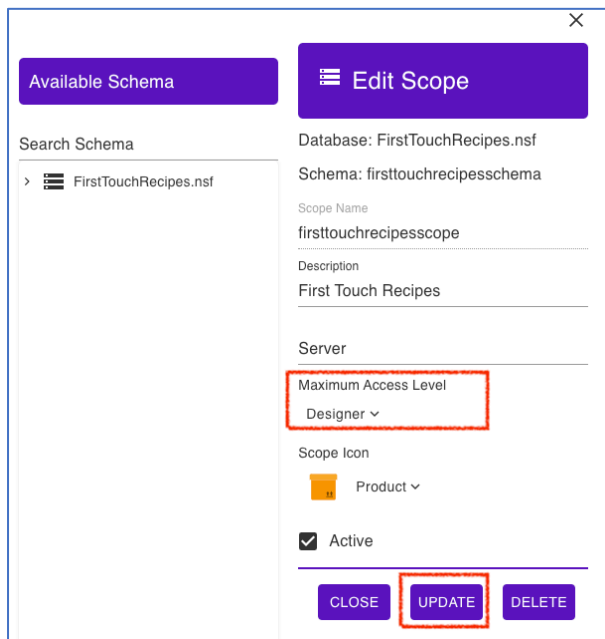 Available Schema
Search Schema
FirstTouchRecipes.nsf
Edit Scope
Database: FirstTouchRecipes.nsf
Schema: firsttouchrecipesschema
Scope Name
firsttouchrecipesscope
Description
First Touch Recipes
Server
Maximum Access Level
Designer
Scope Icon
Product
Active
CLOSE UPDATE DELETE